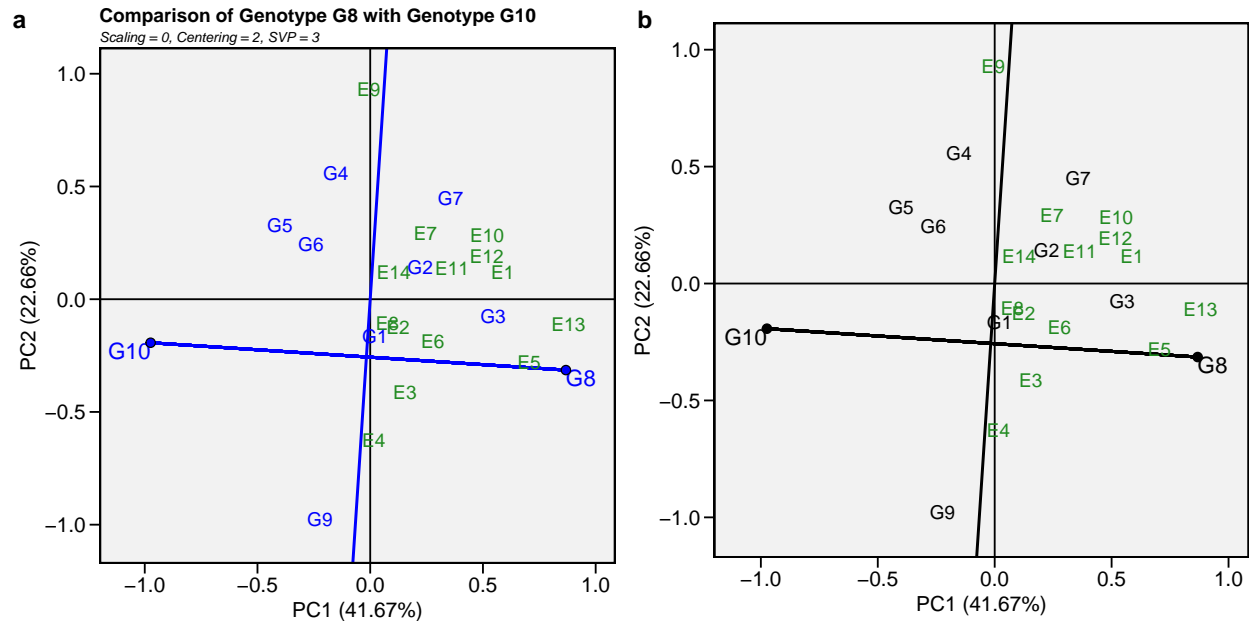 a
Comparison of Genotype G8 with Genotype G10
Scaling = 0, Centering = 2, SVP = 3
PC2 (22.66%)
1.0
0.5
0.0
−0.5
−1.0
E9
G4
G7
G5
G6
E7
E10
E12
G2
E11
E14
E1
G1
E8
E2
E6
G3
E13
G10
E5
G8
E3
E4
G9
−1.0
−0.5
0.0
0.5
1.0
PC1 (41.67%)
b
PC2 (22.66%)
1.0
0.5
0.0
−0.5
−1.0
E9
G4
G7
G5
G6
E7
E10
E12
G2
E11
E14
E1
G1
E8
E2
E6
G3
E13
G10
E5
G8
E3
E4
G9
−1.0
−0.5
0.0
0.5
1.0
PC1 (41.67%)